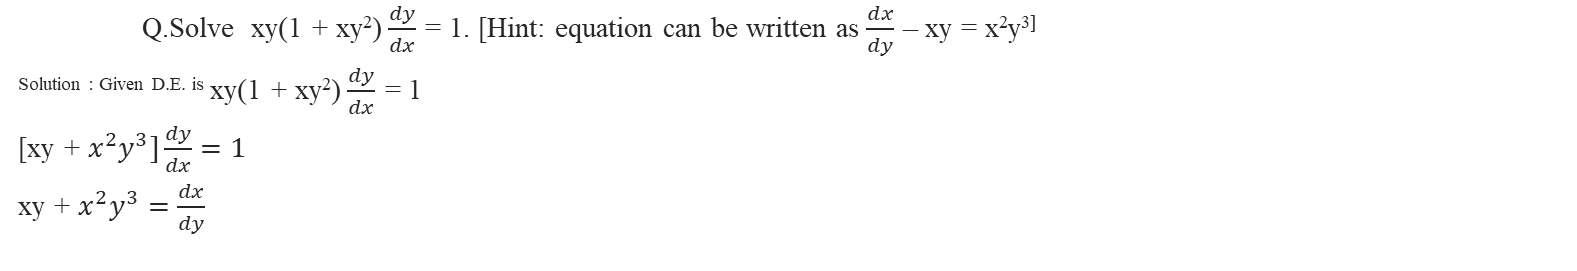 Q.Solve xy(1 + xy²) dy/dx = 1. [Hint: equation can be written as dx/dy – xy = x²y³]
Solution : Given D.E. is xy(1 + xy²) dy/dx = 1
[xy + x²y³] dy/dx = 1
xy + x²y³ = dx/dy